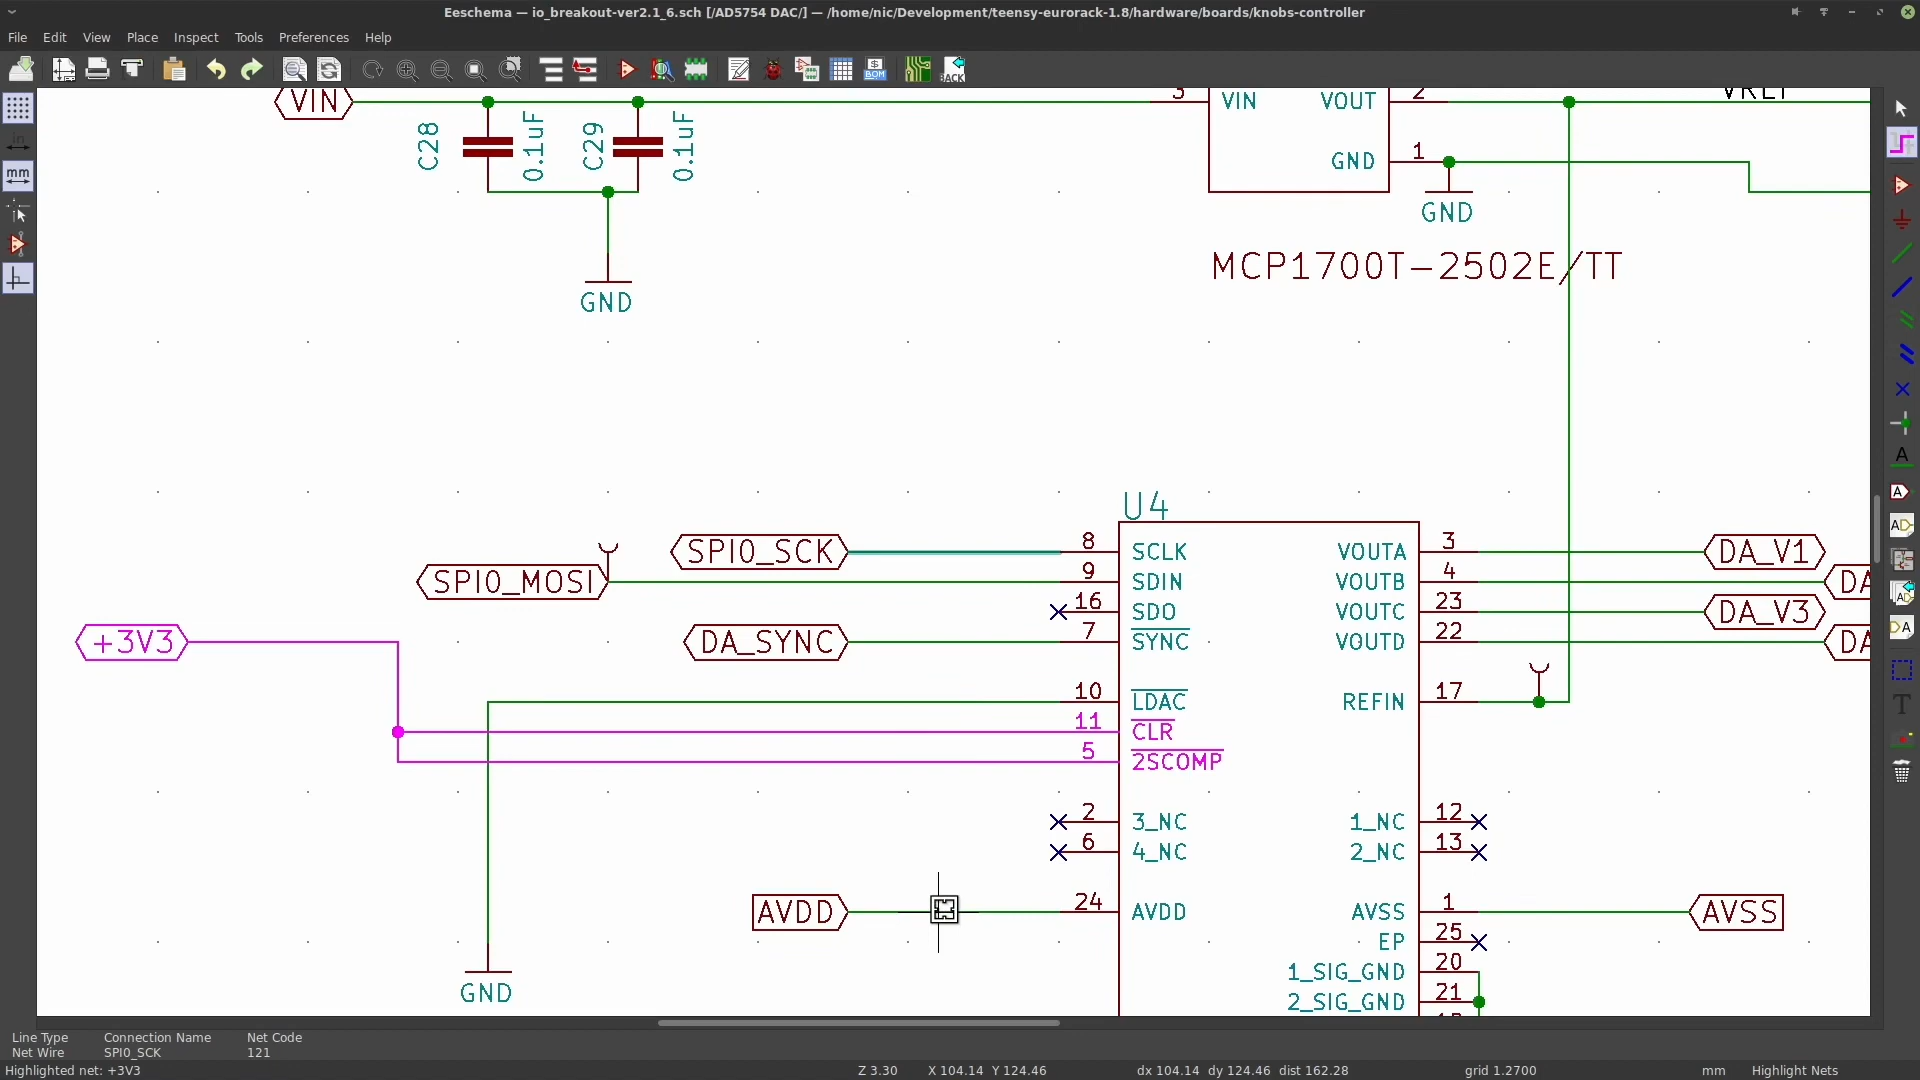 Eeschema — io_breakout-ver2.1_6.sch [/AD5754 DAC/] — /home/nic/Development/teensy-eurorack-1.8/hardware/boards/knobs-controller
File Edit View Place Inspect Tools Preferences Help
BOM
BACK
in
mm
VIN
C28
0.1uF
C29
0.1uF
GND
3
VIN
VOUT
2
GND
1
GND
MCP1700T-2502E/TT
U4
SPI0_SCK
8
SCLK
VOUTA
3
DA_V1
SPI0_MOSI
9
SDIN
VOUTB
4
DA
16
SDO
VOUTC
23
DA_V3
+3V3
DA_SYNC
7
SYNC
VOUTD
22
DA
10
LDAC
REFIN
17
11
CLR
5
2SCOMP
2
3_NC
1_NC
12
6
4_NC
2_NC
13
AVDD
24
AVDD
AVSS
1
AVSS
EP
25
1_SIG_GND
20
2_SIG_GND
21
GND
A
A
T
Line Type Connection Name Net Code
Net Wire SPI0_SCK 121
Highlighted net: +3V3 Z 3.30 X 104.14 Y 124.46 dx 104.14 dy 124.46 dist 162.28 grid 1.2700 mm Highlight Nets